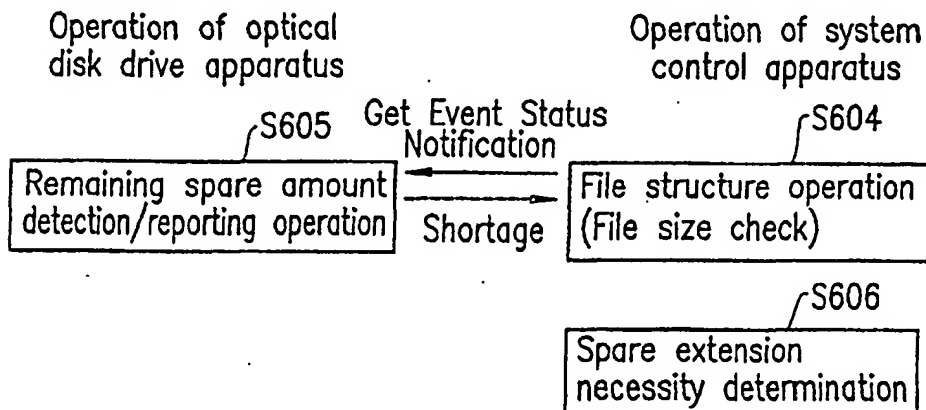 Operation of optical
disk drive apparatus
Operation of system
control apparatus
S605
Get Event Status
Notification
S604
Remaining spare amount
detection/reporting operation
Shortage
File structure operation
(File size check)
S606
Spare extension
necessity determination